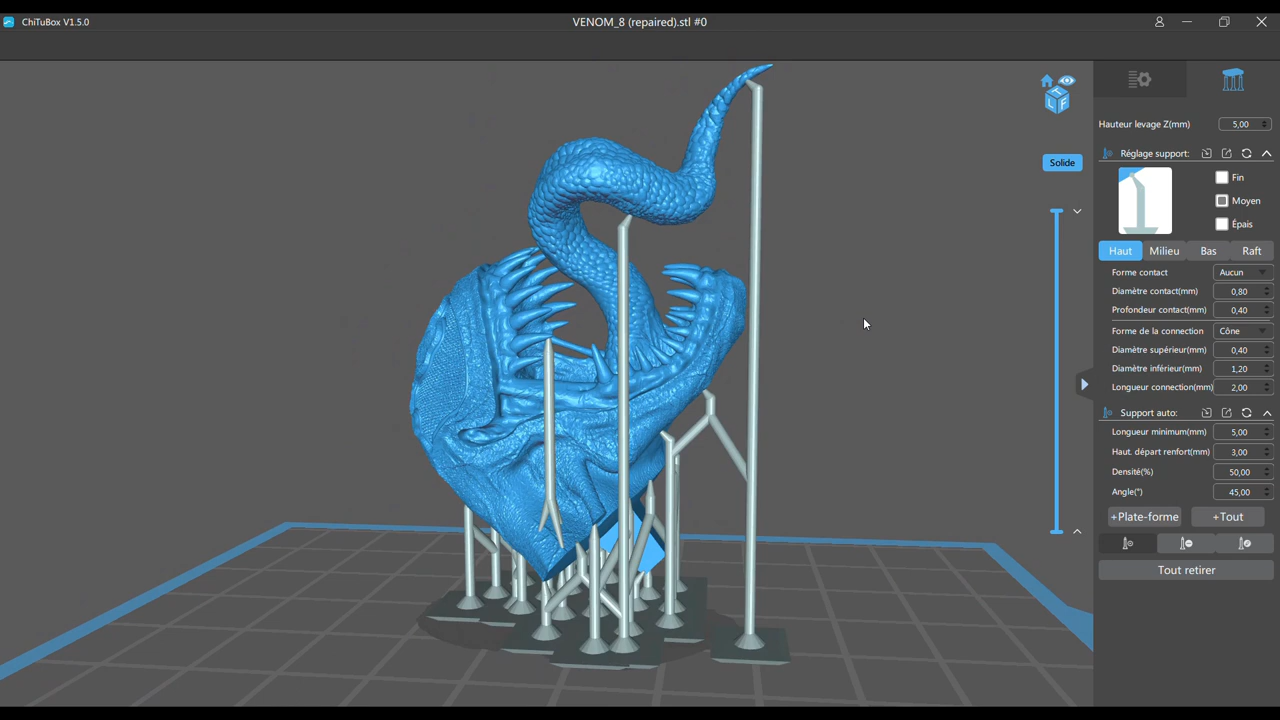 ChiTuBox V1.5.0
VENOM_8 (repaired).stl #0
Hauteur levage Z(mm) 5,00
Réglage support:
Fin
Moyen
Épais
Solide
Haut Milieu Bas Raft
Forme contact Aucun
Diamètre contact(mm) 0,80
Profondeur contact(mm) 0,40
Forme de la connection Cône
Diamètre supérieur(mm) 0,40
Diamètre inférieur(mm) 1,20
Longueur connection(mm) 2,00
Support auto:
Longueur minimum(mm) 5,00
Haut. départ renfort(mm) 3,00
Densité(%) 50,00
Angle(°) 45,00
+Plate-forme +Tout
Tout retirer
T
L F